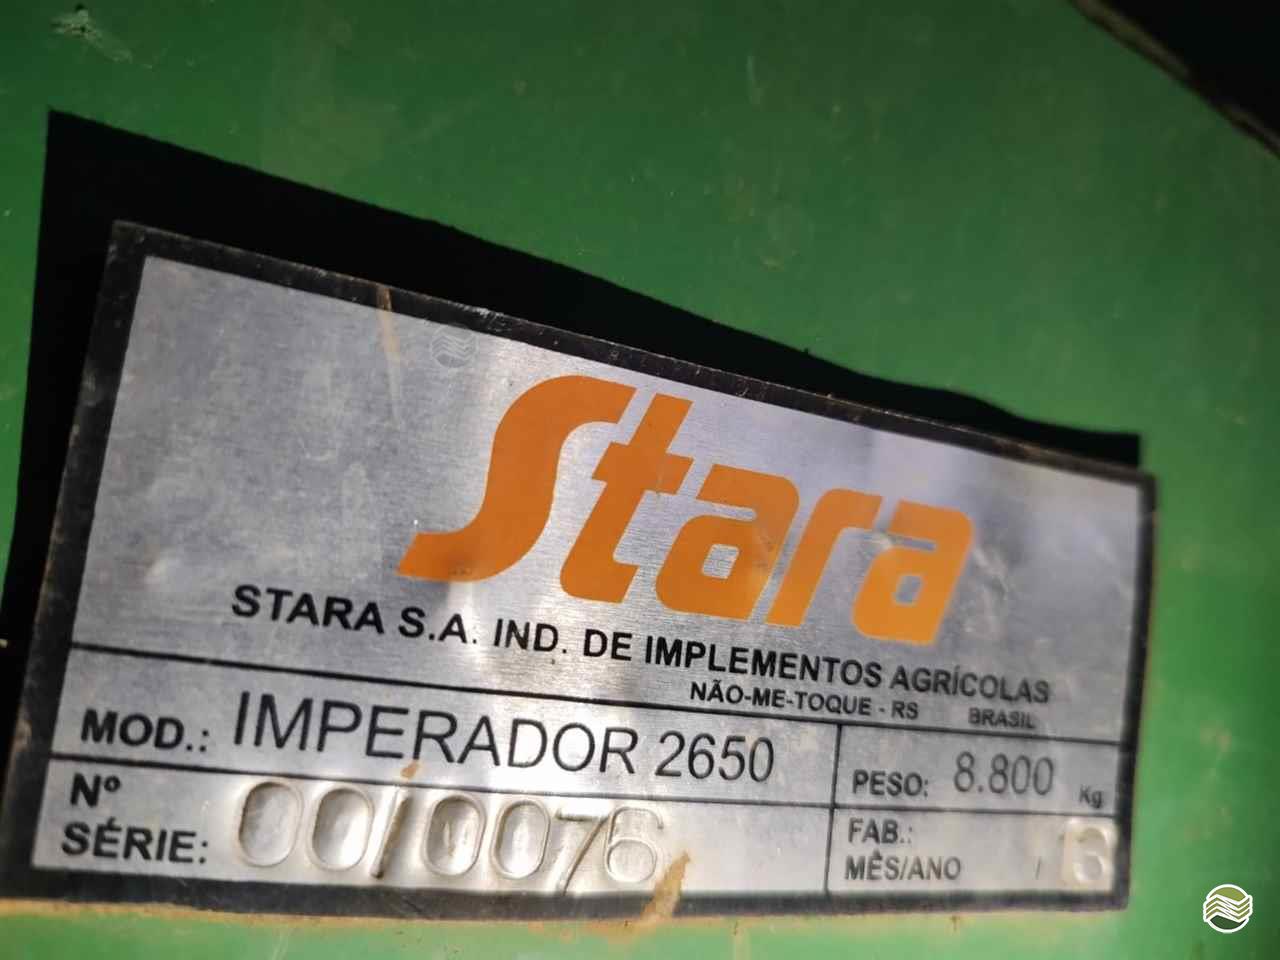 Stara
STARA S.A. IND. DE IMPLEMENTOS AGRÍCOLAS
NÃO-ME-TOQUE - RS BRASIL
MOD.: IMPERADOR 2650
PESO: 8.800 Kg
Nº SÉRIE: 00/0076
FAB.: MÊS/ANO / 13